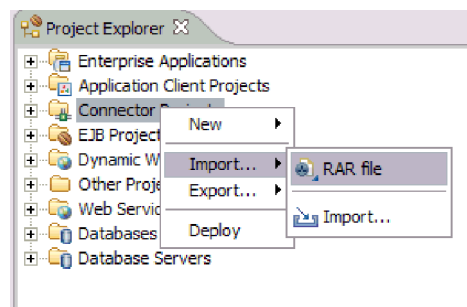 Project Explorer
Enterprise Applications
Application Client Projects
Connector
EJB Project
Dynamic W
Other Proje
Web Servic
Databases
Database Servers
New
Import...
Export...
Deploy
RAR file
Import...